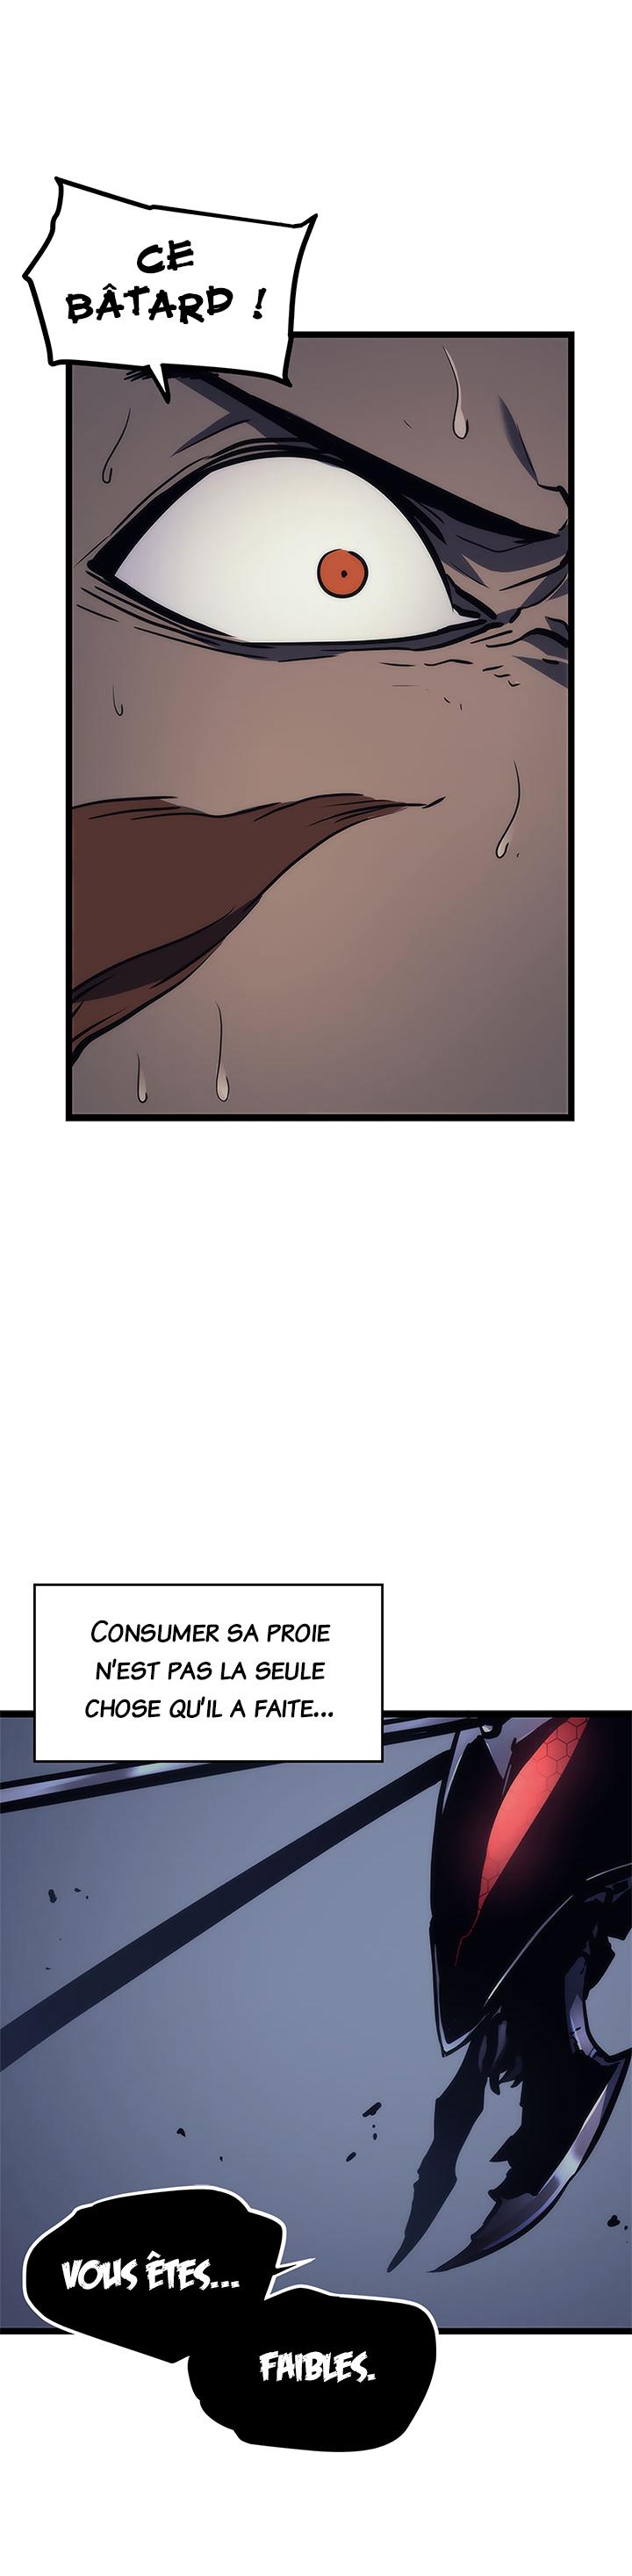 CE
BÂTARD !
CONSUMER SA PROIE
N'EST PAS LA SEULE
CHOSE QU'IL A FAITE...
VOUS ÊTES...
FAIBLES.